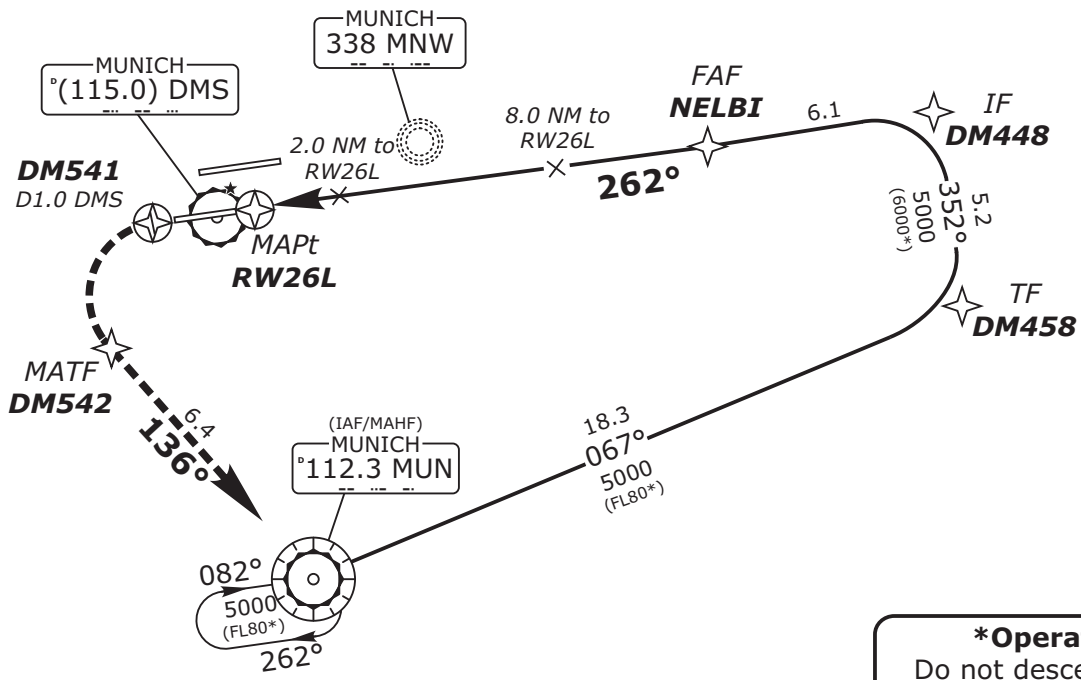 MUNICH
338 MNW
MUNICH
D(115.0) DMS
FAF
NELBI
8.0 NM to
RW26L
6.1
IF
DM448
2.0 NM to
RW26L
DM541
D1.0 DMS
262°
MAPt
RW26L
5.2
352°
5000
(6000*)
TF
DM458
MATF
DM542
6.4
136°
(IAF/MAHF)
MUNICH
D112.3 MUN
18.3
067°
5000
(FL80*)
082°
5000
(FL80*)
262°
*Opera
Do not desce